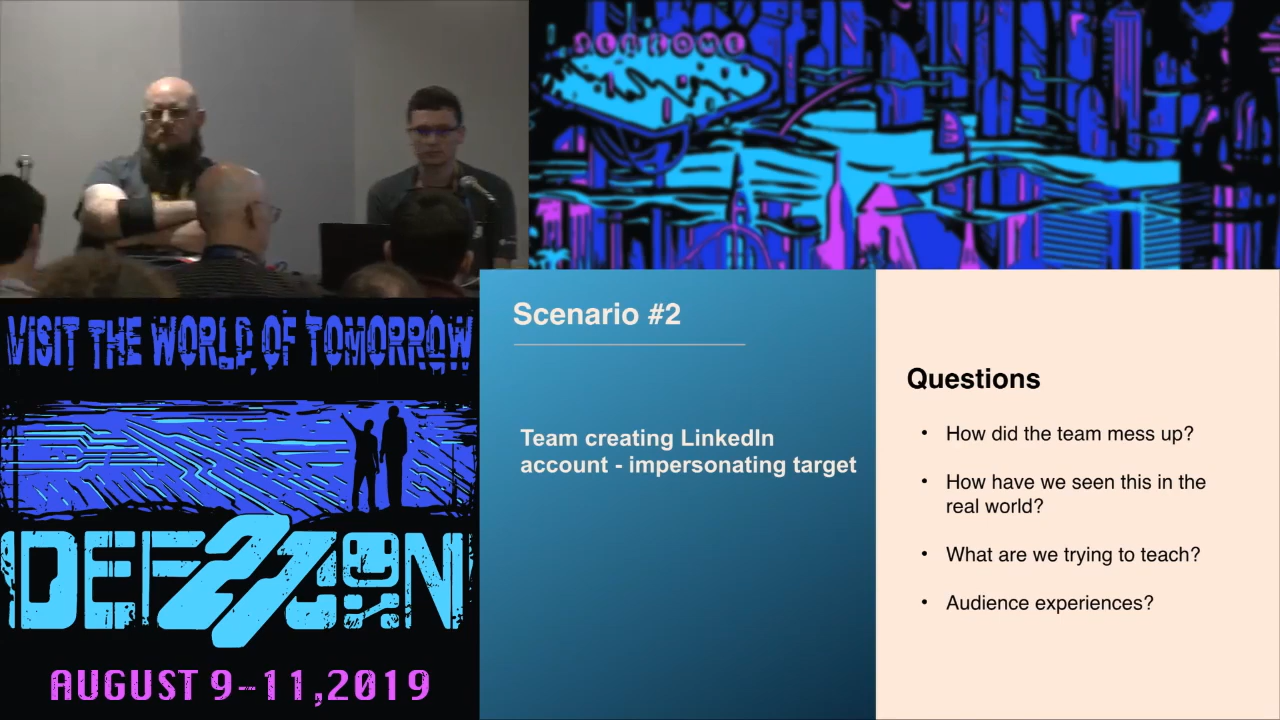 WELCOME
VISIT THE WORLD OF TOMORROW
DEF CON
27
AUGUST 9-11,2019
Scenario #2
Team creating LinkedIn
account - impersonating target
Questions
• How did the team mess up?
• How have we seen this in the
real world?
• What are we trying to teach?
• Audience experiences?